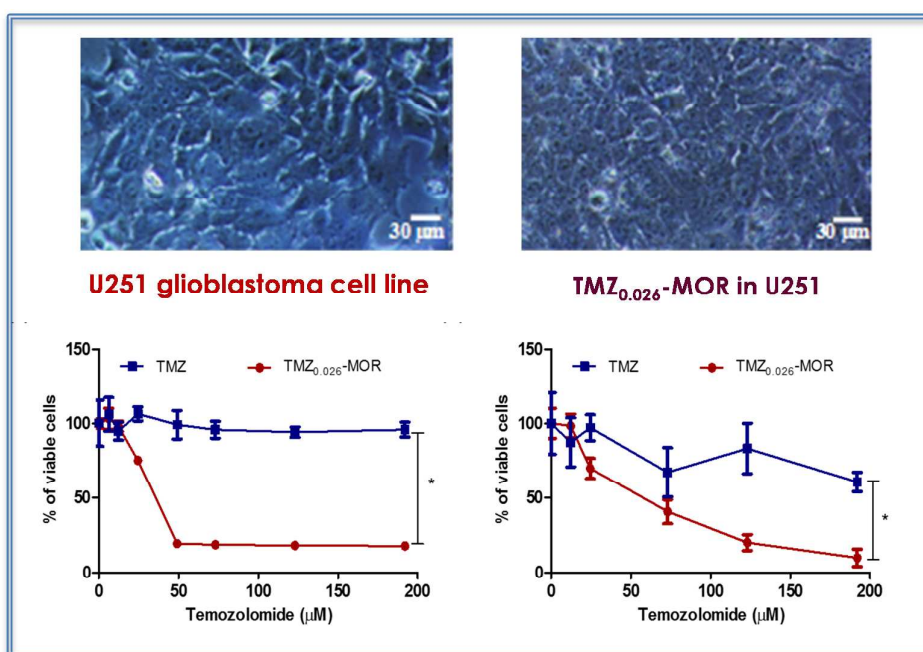 30 μm
30 μm
U251 glioblastoma cell line
TMZ0.026-MOR in U251
TMZ
TMZ0.026-MOR
150
100
50
0
% of viable cells
*
0
50
100
150
200
Temozolomide (μM)
TMZ
TMZ0.026-MOR
150
100
50
0
% of viable cells
*
0
50
100
150
200
Temozolomide (μM)